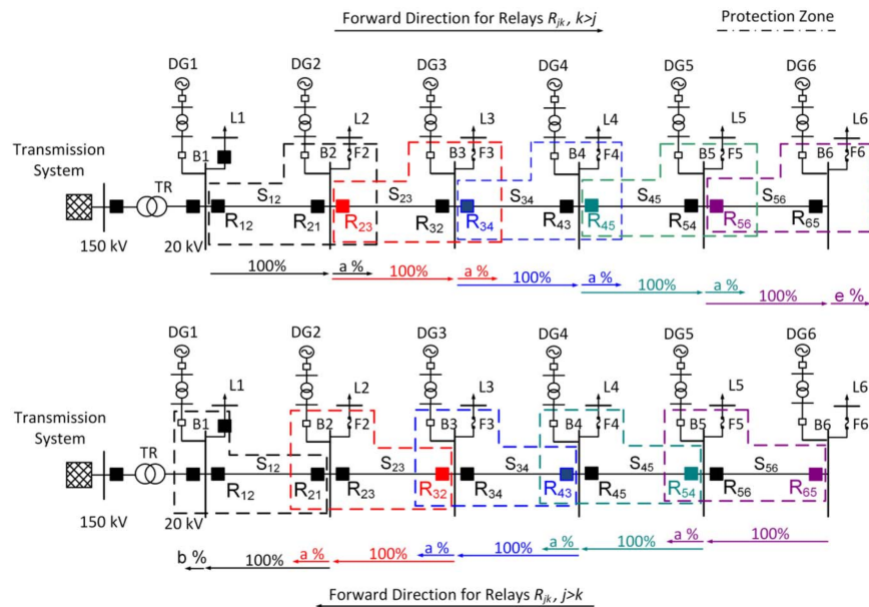 Forward Direction for Relays R_jk, k>j
Protection Zone
DG1 DG2 DG3 DG4 DG5 DG6
L1 L2 L3 L4 L5 L6
Transmission
System
TR
B1 B2 F2 B3 F3 B4 F4 B5 F5 B6 F6
S12 S23 S34 S45 S56
R12 R21 R23 R32 R34 R43 R45 R54 R56 R65
150 kV 20 kV
100% a %
100% a %
100% a %
100% a %
100% e %
DG1 DG2 DG3 DG4 DG5 DG6
L1 L2 L3 L4 L5 L6
Transmission
System
TR
B1 B2 F2 B3 F3 B4 F4 B5 F5 B6 F6
S12 S23 S34 S45 S56
R12 R21 R23 R32 R34 R43 R45 R54 R56 R65
150 kV 20 kV
a % 100%
a % 100%
a % 100%
a % 100%
b % 100%
Forward Direction for Relays R_jk, j>k